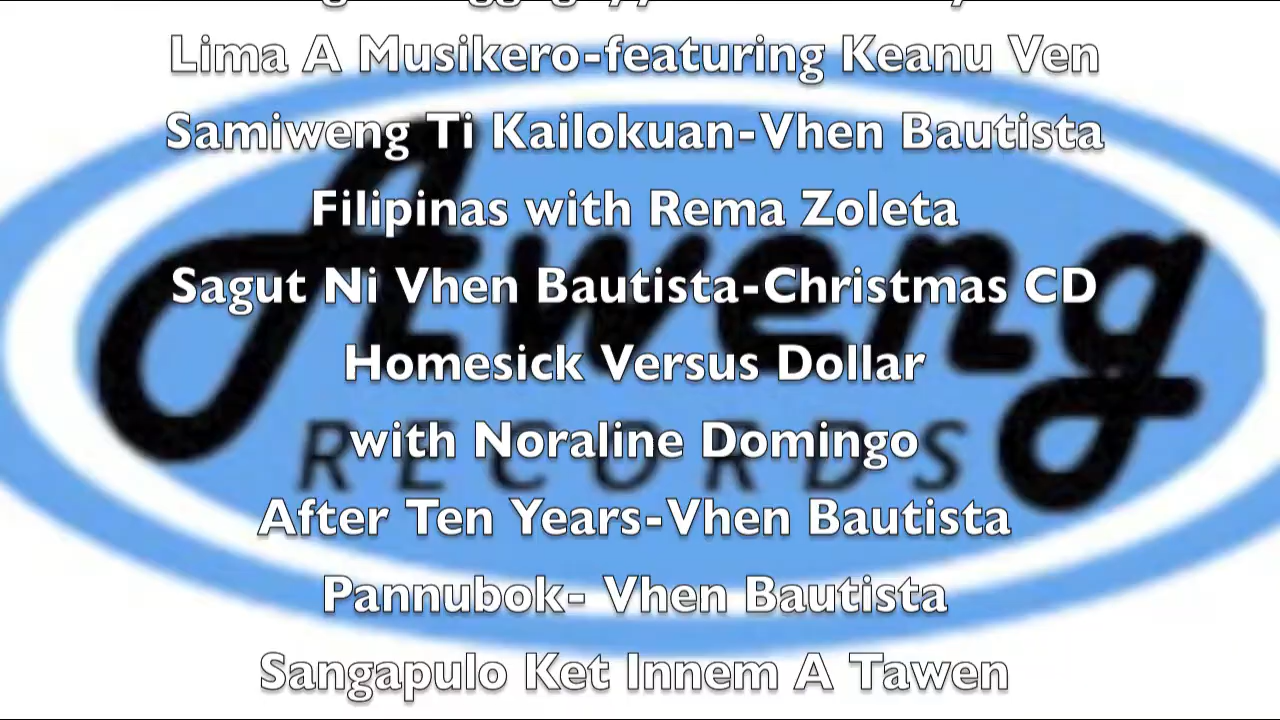 Lima A Musikero-featuring Keanu Ven
Samiweng Ti Kailokuan-Vhen Bautista
Filipinas with Rema Zoleta
Sagut Ni Vhen Bautista-Christmas CD
Homesick Versus Dollar
with Noraline Domingo
After Ten Years-Vhen Bautista
Pannubok- Vhen Bautista
Sangapulo Ket Innem A Tawen
Aweng
RECORDS